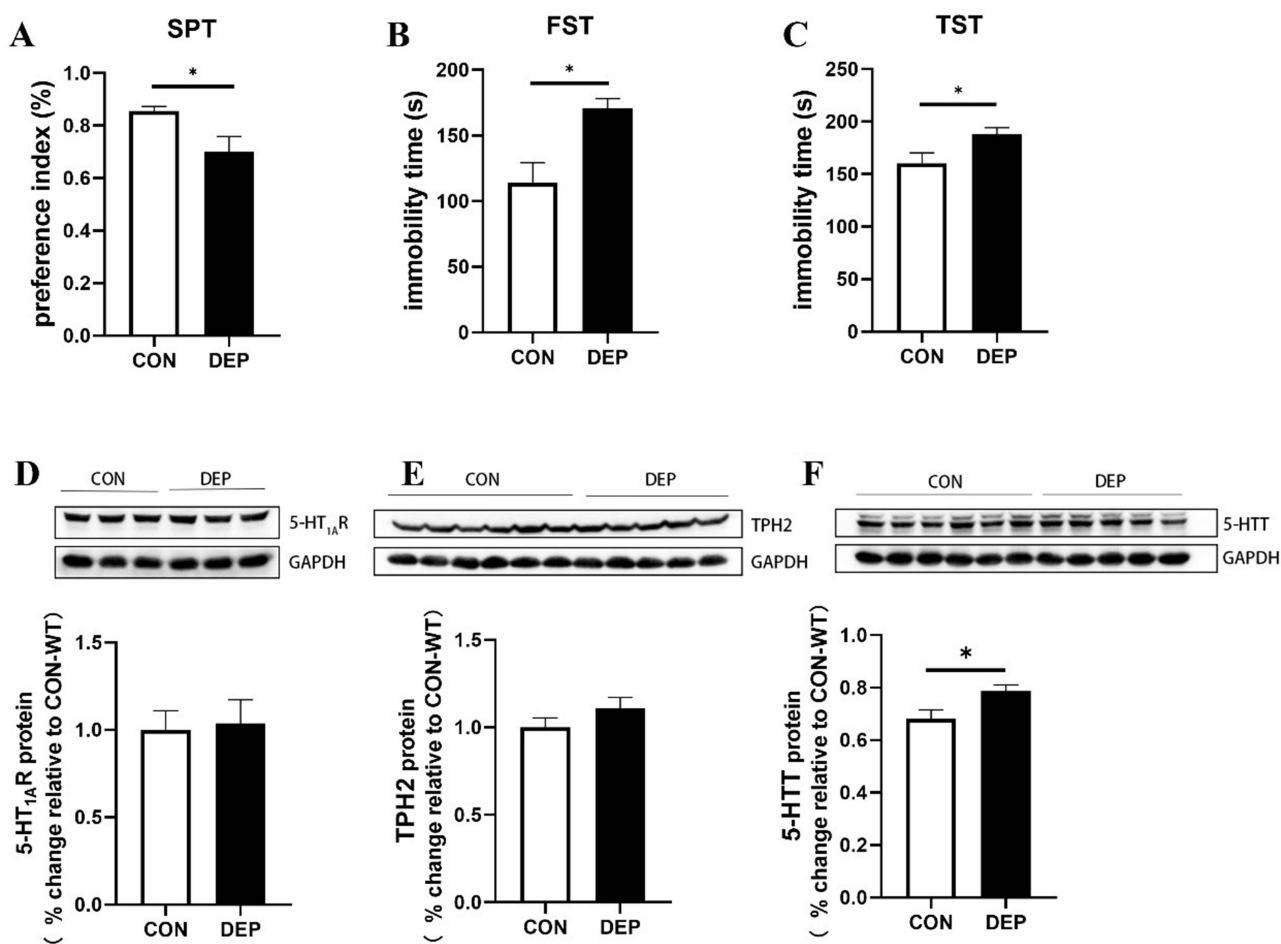 A
SPT
preference index (%)
1.0
0.8
0.6
0.4
0.2
0.0
*
CON
DEP
B
FST
immobility time (s)
200
150
100
50
0
*
CON
DEP
C
TST
immobility time (s)
250
200
150
100
50
0
*
CON
DEP
D
CON
DEP
5-HT1AR
GAPDH
5-HT1AR protein
( % change relative to CON-WT)
1.5
1.0
0.5
0.0
CON
DEP
E
CON
DEP
TPH2
GAPDH
TPH2 protein
( % change relative to CON-WT)
1.5
1.0
0.5
0.0
CON
DEP
F
CON
DEP
5-HTT
GAPDH
5-HTT protein
( % change relative to CON-WT)
1.0
0.8
0.6
0.4
0.2
0.0
*
CON
DEP